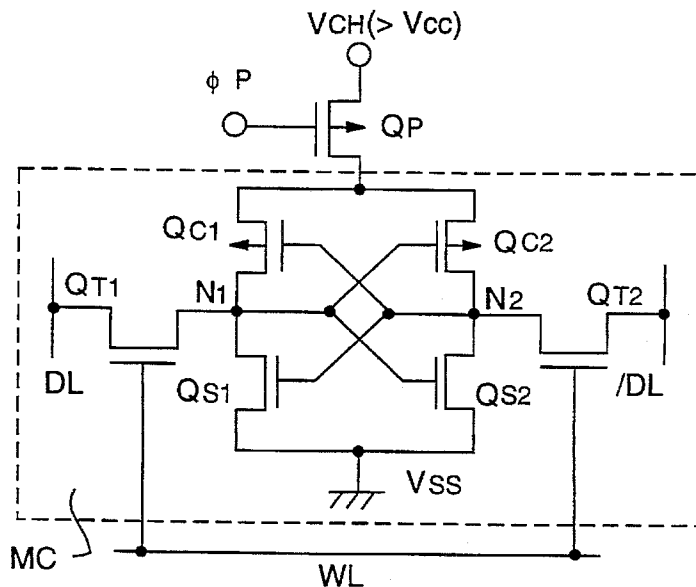 VCH(> Vcc)
φ P
QP
QC1
QC2
QT1
N1
N2
QT2
DL
QS1
QS2
/DL
VSS
MC
WL